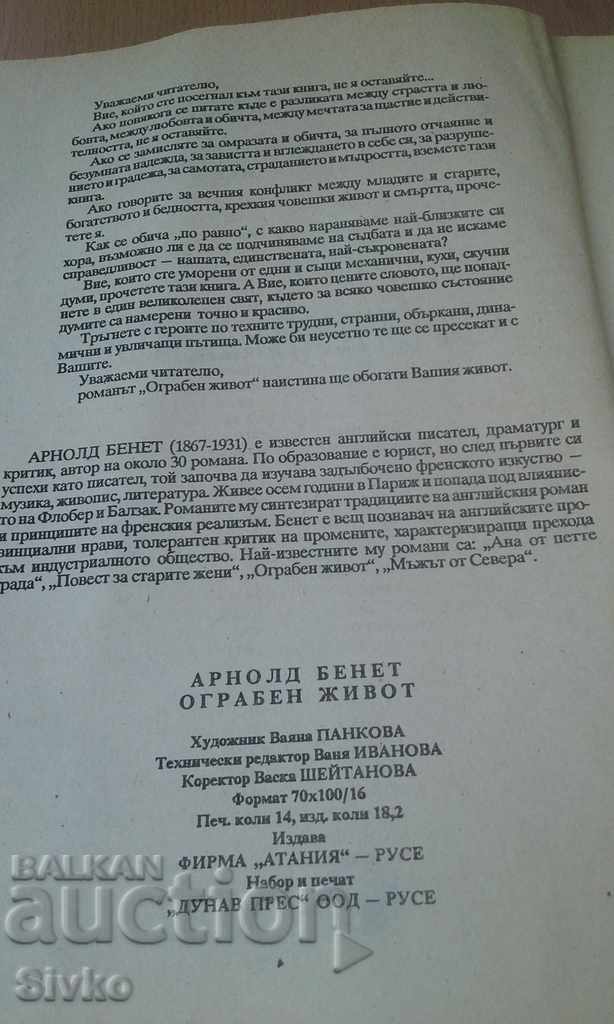 Уважаеми читателю,
Вие, който сте посегнал към тази книга, не я оставяйте...
Ако понякога се питате къде е разликата между страстта и лю-
бовта, между любовта и обичта, между мечтата за щастие и действи-
телността, не я оставяйте.
Ако се замисляте за омразата и обичта, за пълното отчаяние и
безумната надежда, за завистта и вглеждането в себе си, за разруше-
нието и градежа, за самотата, страданието и мъдростта, вземете тази
книга.
Ако говорите за вечния конфликт между младите и старите,
богатството и бедността, крехкия човешки живот и смъртта, проче-
тете я.
Как се обича „по равно“, с какво нараняваме най-близките си
хора, възможно ли е да се подчиняваме на съдбата и да не искаме
справедливост — нашата, единствената, най-съкровената?
Вие, които сте уморени от едни и същи механични, кухи, скучни
думи, прочетете тази книга. А Вие, които цените словото, ще попад-
нете в един великолепен свят, където за всяко човешко състояние
думите са намерени точно и красиво.
Тръгнете с героите по техните трудни, странни, объркани, дина-
мични и увличащи пътища. Може би неусетно те ще се пресекат и с
Вашите.
Уважаеми читателю,
романът „Ограбен живот“ наистина ще обогати Вашия живот.
АРНОЛД БЕНЕТ (1867-1931) е известен английски писател, драматург и
критик, автор на около 30 романа. По образование е юрист, но след първите си
успехи като писател, той започва да изучава задълбочено френското изкуство —
музика, живопис, литература. Живее осем години в Париж и попада под влияние-
то на Флобер и Балзак. Романите му синтезират традициите на английския роман
и принципите на френския реализъм. Бенет е вещ познавач на английските про-
винциални нрави, толерантен критик на промените, характеризиращи прехода
към индустриалното общество. Най-известните му романи са: „Ана от петте
града“, „Повест за старите жени“, „Ограбен живот“, „Мъжът от Севера“.
АРНОЛД БЕНЕТ
ОГРАБЕН ЖИВОТ
Художник Ваяна ПАНКОВА
Технически редактор Ваня ИВАНОВА
Коректор Васка ШЕЙТАНОВА
Формат 70x100/16
Печ. коли 14, изд. коли 18,2
Издава
ФИРМА „АТАНИЯ“ — РУСЕ
Набор и печат
„ДУНАВ ПРЕС“ ООД — РУСЕ
BALKAN
auction
Sivko